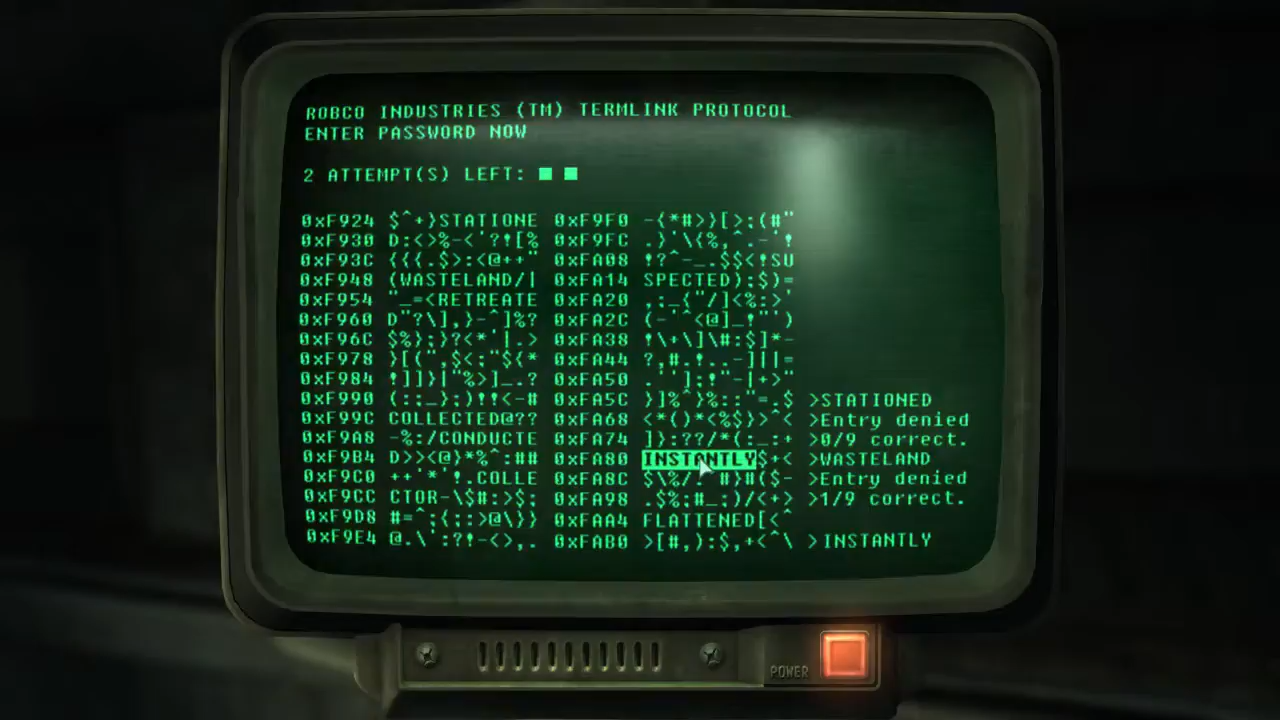 ROBCO INDUSTRIES (TM) TERMLINK PROTOCOL
ENTER PASSWORD NOW
2 ATTEMPT(S) LEFT: ■ ■
0xF924 $^+}STATIONE 0xF9F0 -{*#>}[>;(#"
0xF930 D:<>%-<'?![% 0xF9FC .}'\{%,^.-'!
0xF93C {{{.$>:<@++" 0xFA08 !?^-_.$$<!SU
0xF948 (WASTELAND/| 0xFA14 SPECTED);$)=
0xF954 "_=<RETREATE 0xFA20 ,:_{"/]<%:>'
0xF960 D"?\],}-^]%? 0xFA2C (-'^<@]_!"')
0xF96C $%};}?<*'|.> 0xFA38 !\+\]\#:$]*-
0xF978 }[(",$<;"${* 0xFA44 ?,#.!..-]||=
0xF984 !]]}|"%>]_.? 0xFA50 .'"];!"-|+>"
0xF990 (:;_};)!!<-# 0xFA5C }]%^}%::"=.$ >STATIONED
0xF99C COLLECTED@?? 0xFA68 <*()*<%$}>^< >Entry denied
0xF9A8 -%:/CONDUCTE 0xFA74 ]}:??/*(:_:+ >0/9 correct.
0xF9B4 D>><@}*%^:## 0xFA80 INSTANTLY$+< >WASTELAND
0xF9C0 ++'*'!.COLLE 0xFA8C $\%/! #}#($- >Entry denied
0xF9CC CTOR-\$#:>$; 0xFA98 .$%;#_;)/<+> >1/9 correct.
0xF9D8 #=^;{;:>@\}} 0xFAA4 FLATTENED[<^
0xF9E4 @.\':?!-<>,. 0xFAB0 >[#,):$,+<^\ >INSTANTLY
POWER